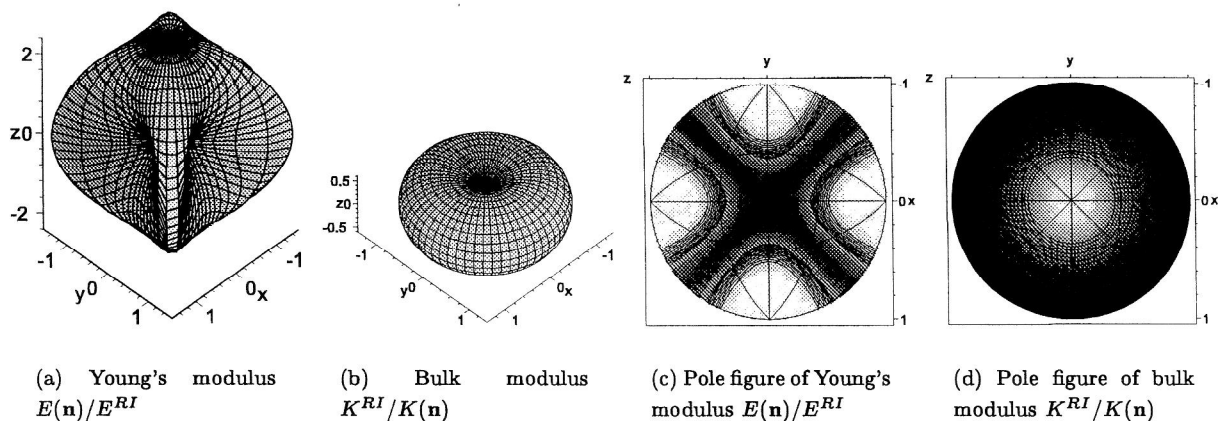 2
z0
-2
-1
y0
1
-1
0x
1
0.5
z0
-0.5
-1
y0
1
-1
0x
1
y
z
-1
0x
1
y
z
-1
0x
1
(a) Young's modulus
E(n)/E^{RI}
(b) Bulk modulus
K^{RI}/K(n)
(c) Pole figure of Young's
modulus E(n)/E^{RI}
(d) Pole figure of bulk
modulus K^{RI}/K(n)